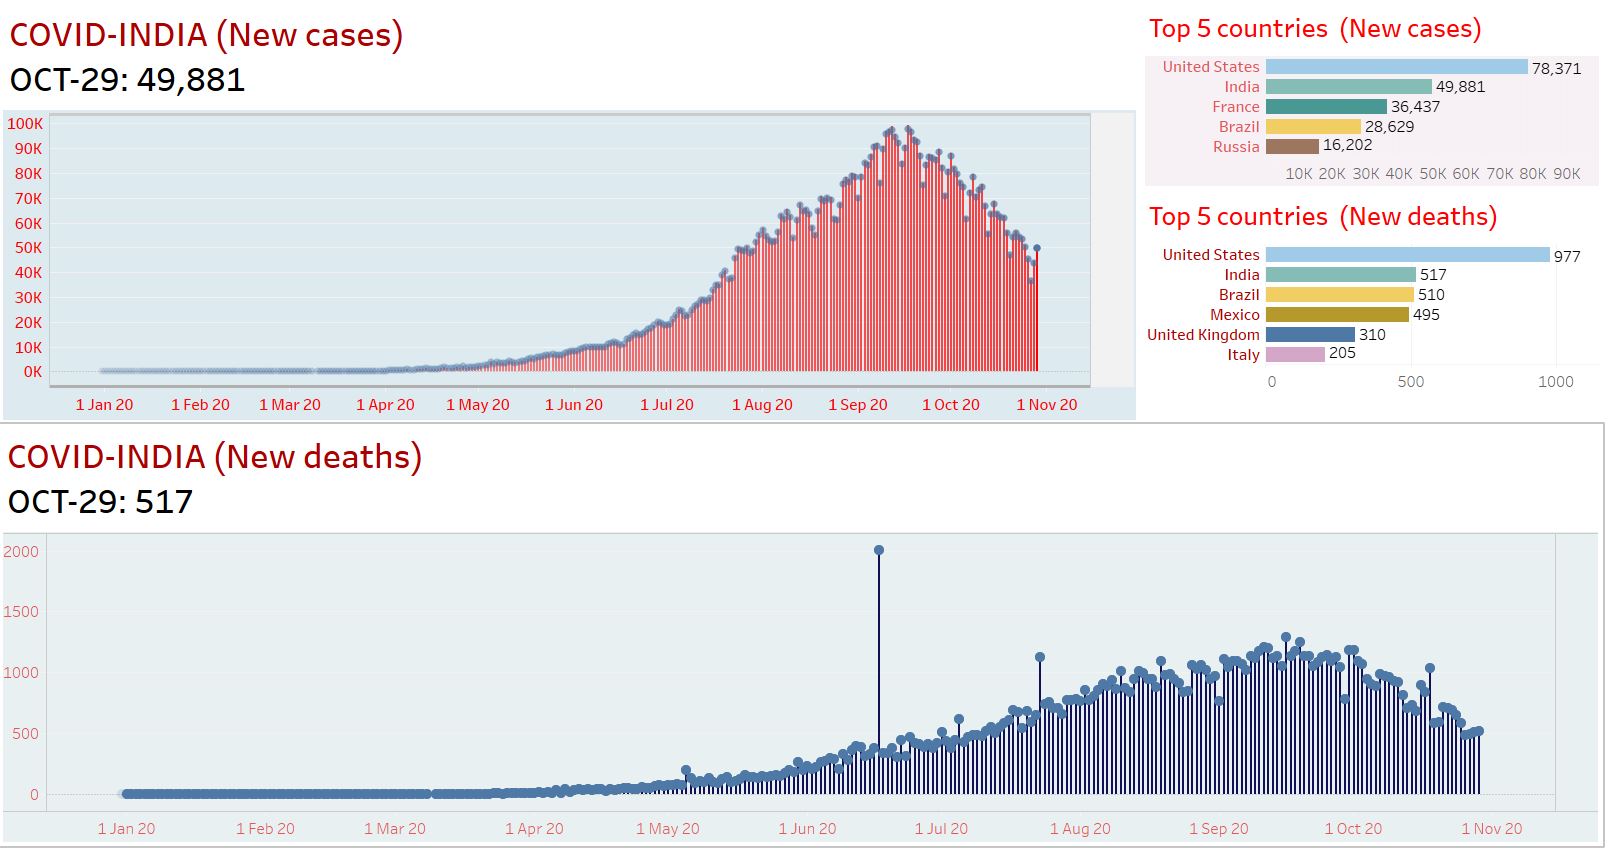 COVID-INDIA (New cases)
OCT-29: 49,881
100K
90K
80K
70K
60K
50K
40K
30K
20K
10K
0K
1 Jan 20 1 Feb 20 1 Mar 20 1 Apr 20 1 May 20 1 Jun 20 1 Jul 20 1 Aug 20 1 Sep 20 1 Oct 20 1 Nov 20
Top 5 countries (New cases)
United States 78,371
India 49,881
France 36,437
Brazil 28,629
Russia 16,202
10K 20K 30K 40K 50K 60K 70K 80K 90K
Top 5 countries (New deaths)
United States 977
India 517
Brazil 510
Mexico 495
United Kingdom 310
Italy 205
0 500 1000
COVID-INDIA (New deaths)
OCT-29: 517
2000
1500
1000
500
0
1 Jan 20 1 Feb 20 1 Mar 20 1 Apr 20 1 May 20 1 Jun 20 1 Jul 20 1 Aug 20 1 Sep 20 1 Oct 20 1 Nov 20